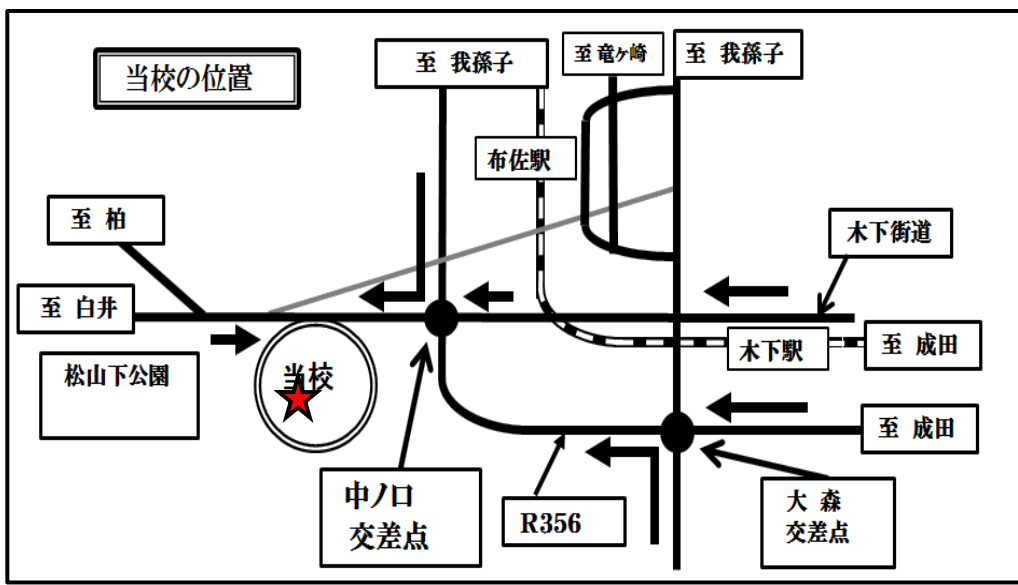 当校の位置
至 我孫子
至 竜ヶ崎
至 我孫子
布佐駅
至 柏
木下街道
至 白井
松山下公園
当校
木下駅
至 成田
至 成田
中ノ口
交差点
R356
大 森
交差点